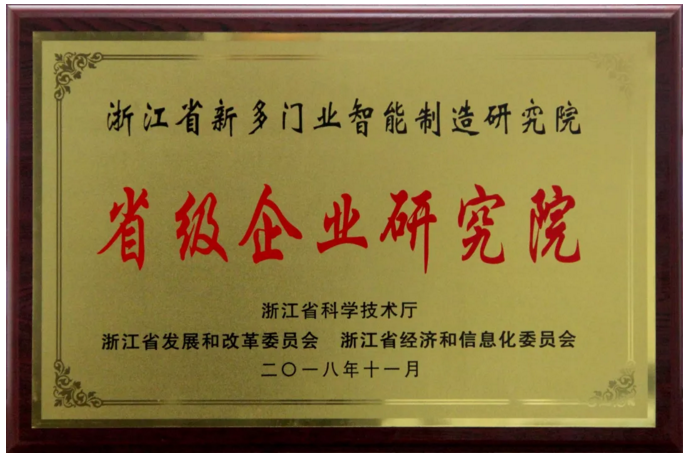 浙江省新多门业智能制造研究院
省级企业研究院
浙江省科学技术厅
浙江省发展和改革委员会 浙江省经济和信息化委员会
二〇一八年十一月